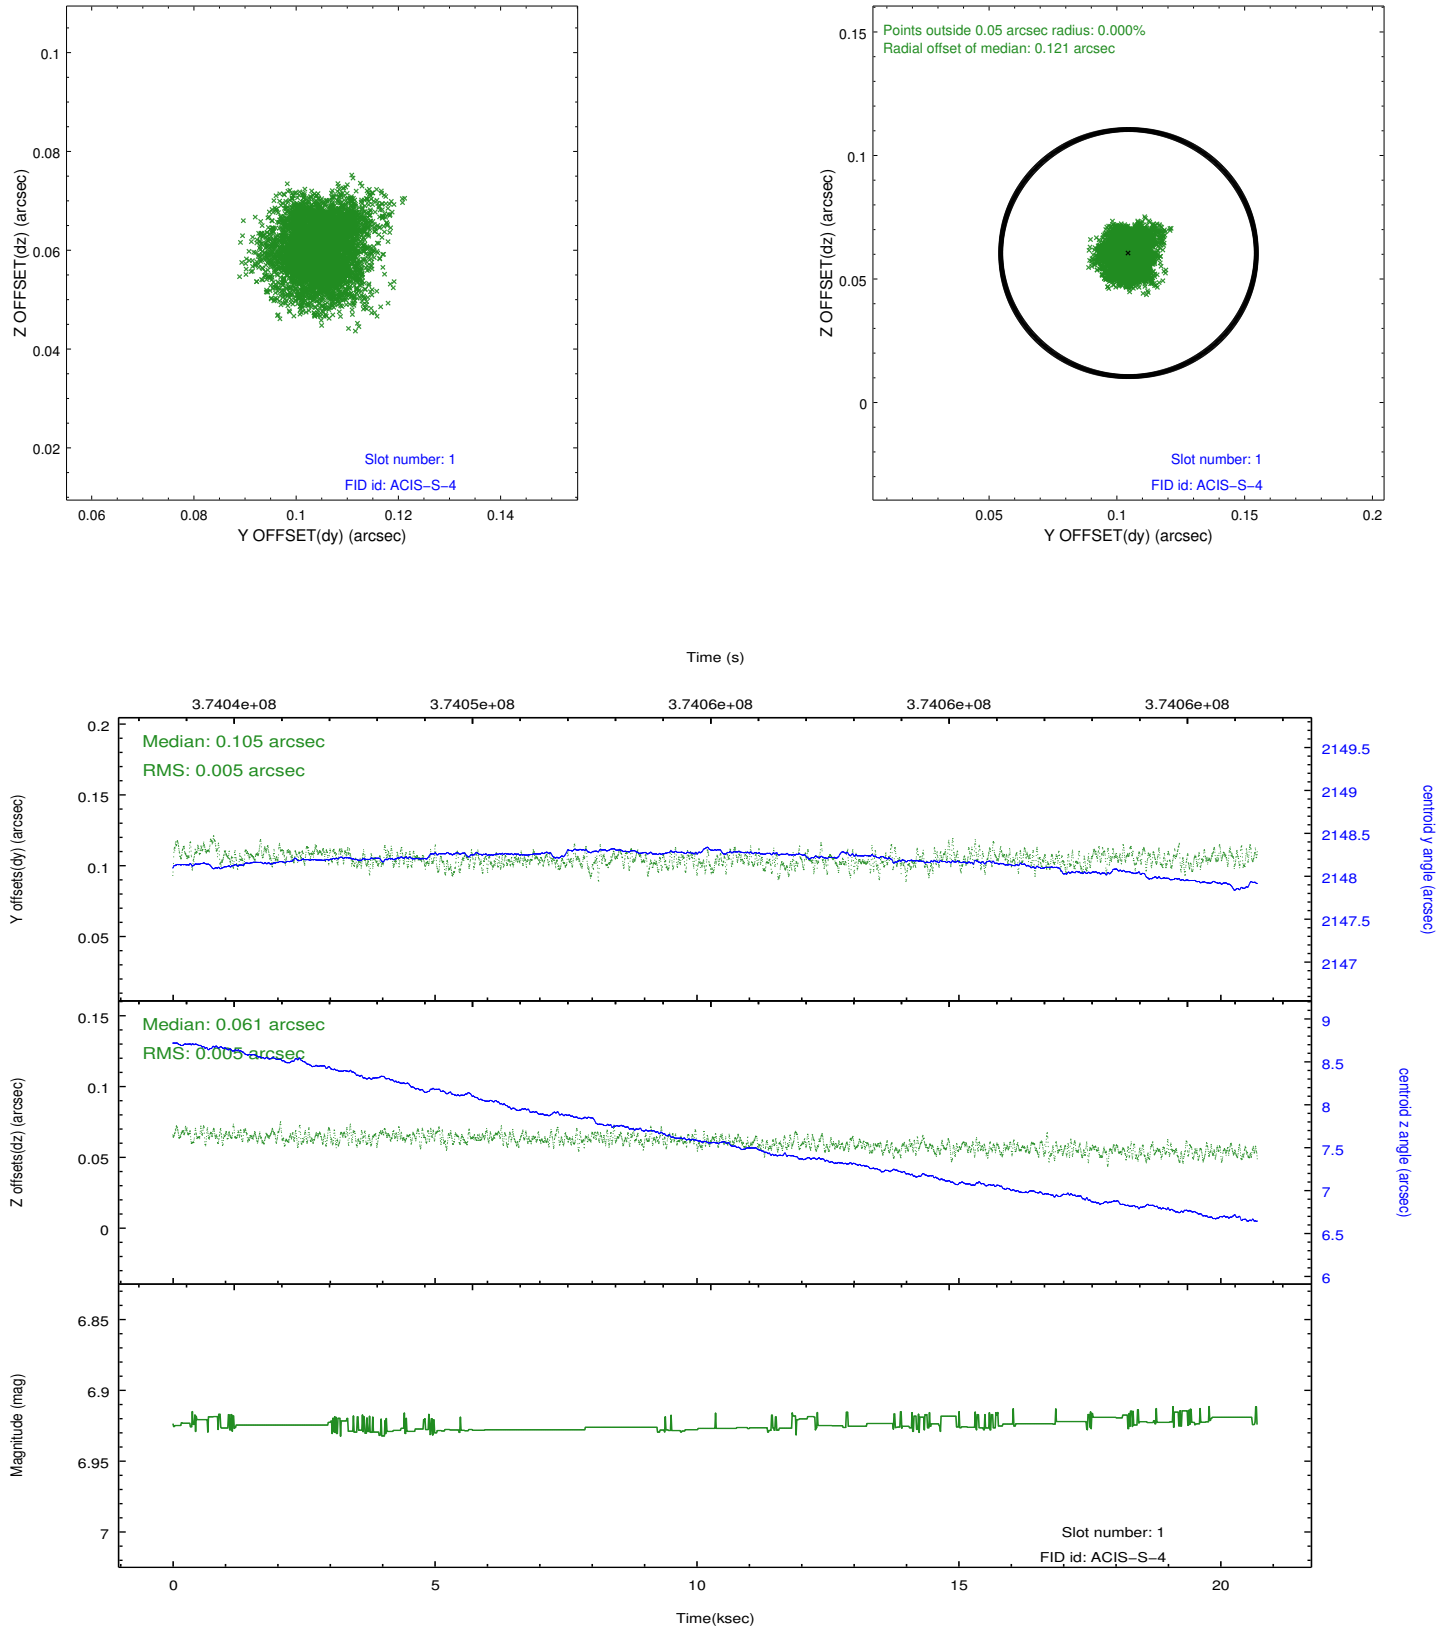 0.1
0.08
0.06
0.04
0.02
Z OFFSET(dz) (arcsec)
Slot number: 1
FID id: ACIS−S−4
0.06 0.08 0.1 0.12 0.14
Y OFFSET(dy) (arcsec)
Points outside 0.05 arcsec radius: 0.000%
Radial offset of median: 0.121 arcsec
0.15
0.1
0.05
0
Z OFFSET(dz) (arcsec)
Slot number: 1
FID id: ACIS−S−4
0.05 0.1 0.15 0.2
Y OFFSET(dy) (arcsec)
Time (s)
3.7404e+08 3.7405e+08 3.7406e+08 3.7406e+08 3.7406e+08
Median: 0.105 arcsec
RMS: 0.005 arcsec
0.2
0.15
0.1
0.05
Y offsets(dy) (arcsec)
2149.5
2149
2148.5
2148
2147.5
2147
centroid y angle (arcsec)
Median: 0.061 arcsec
RMS: 0.005 arcsec
0.15
0.1
0.05
0
Z offsets(dz) (arcsec)
9
8.5
8
7.5
7
6.5
6
centroid z angle (arcsec)
6.85
6.9
6.95
7
Magnitude (mag)
Slot number: 1
FID id: ACIS−S−4
0 5 10 15 20
Time(ksec)